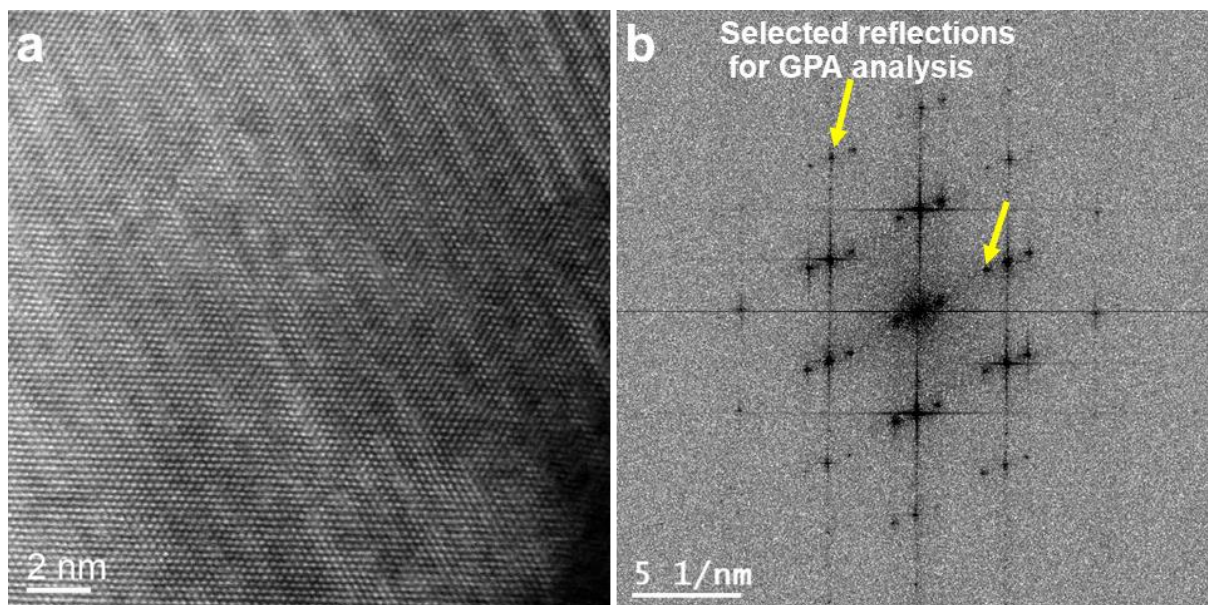 a
2 nm
b
Selected reflections
for GPA analysis
5 1/nm